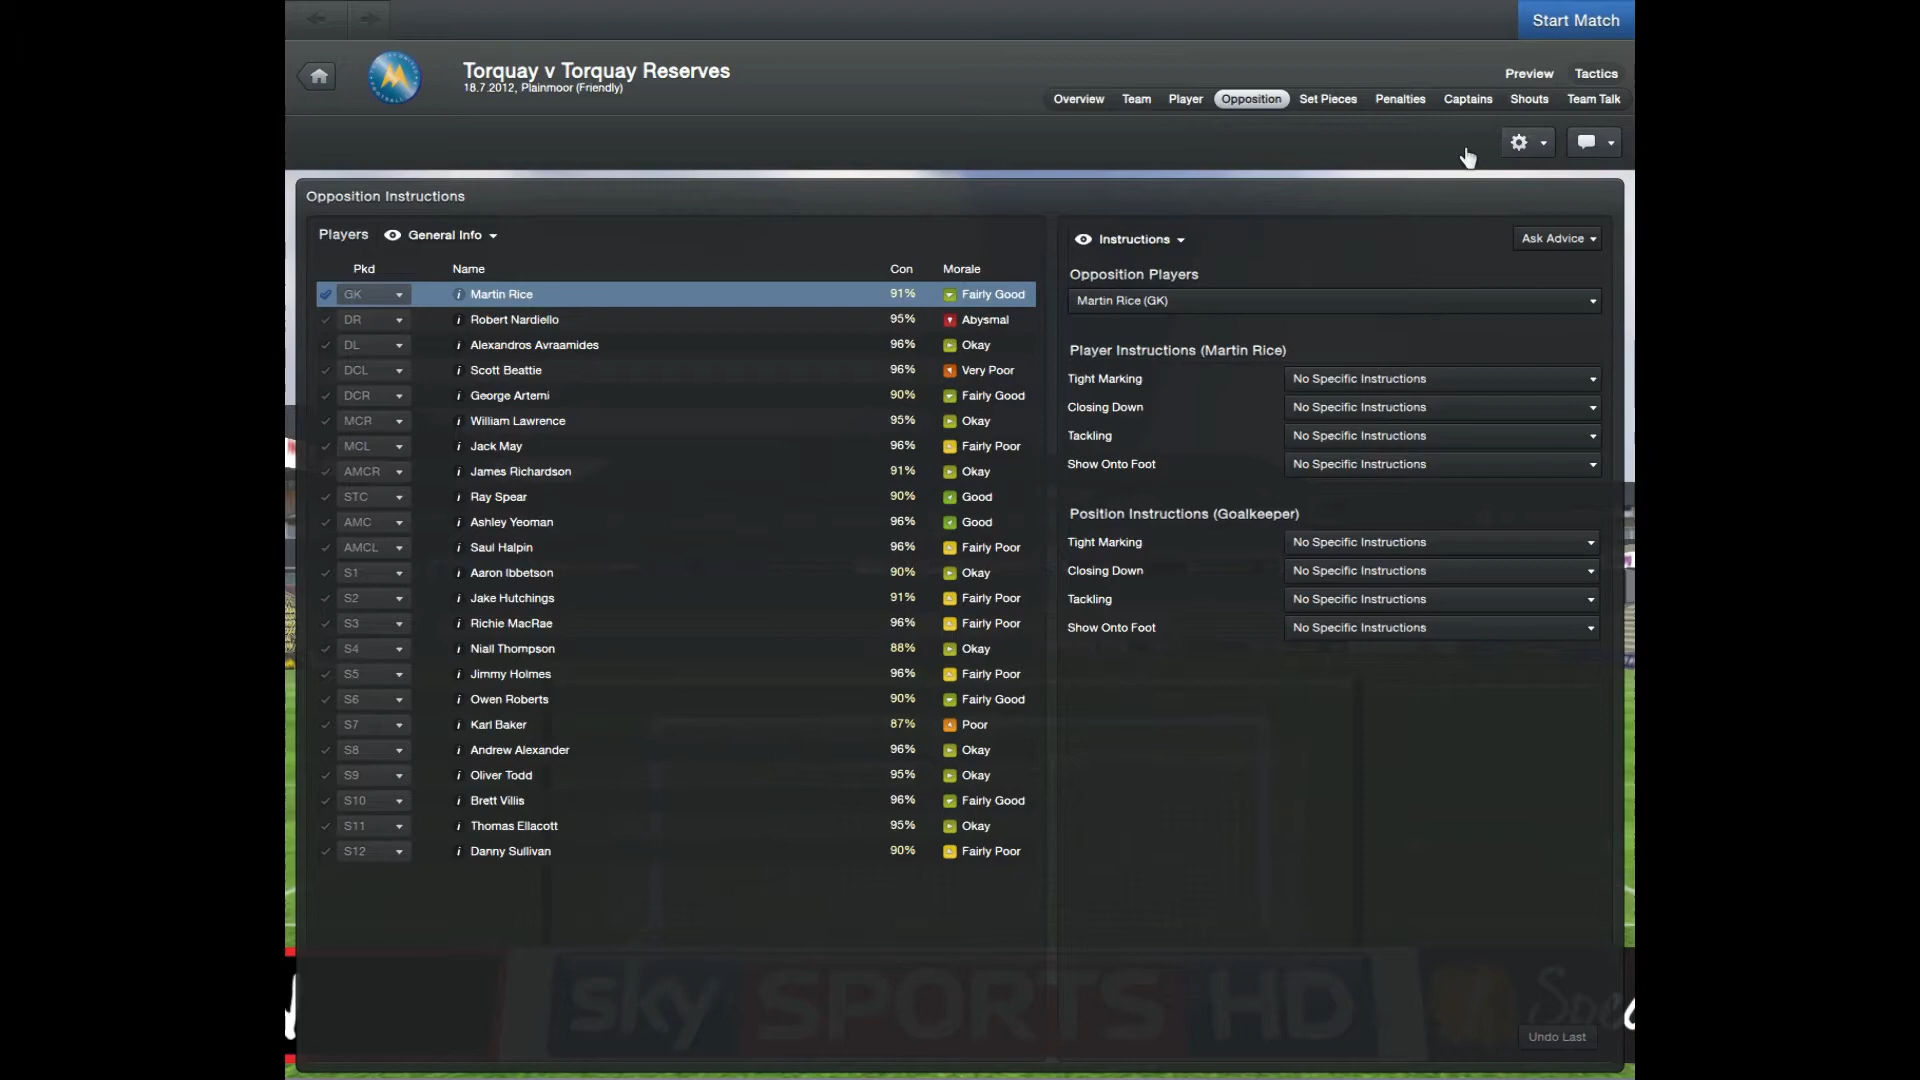 Start Match
Torquay v Torquay Reserves
18.7.2012, Plainmoor (Friendly)
Preview Tactics
Overview Team Player Opposition Set Pieces Penalties Captains Shouts Team Talk
Opposition Instructions
Players General Info
Pkd Name Con Morale
GK i Martin Rice 91% Fairly Good
DR i Robert Nardiello 95% Abysmal
DL i Alexandros Avraamides 96% Okay
DCL i Scott Beattie 96% Very Poor
DCR i George Artemi 90% Fairly Good
MCR i William Lawrence 95% Okay
MCL i Jack May 96% Fairly Poor
AMCR i James Richardson 91% Okay
STC i Ray Spear 90% Good
AMC i Ashley Yeoman 96% Good
AMCL i Saul Halpin 96% Fairly Poor
S1 i Aaron Ibbetson 90% Okay
S2 i Jake Hutchings 91% Fairly Poor
S3 i Richie MacRae 96% Fairly Poor
S4 i Niall Thompson 88% Okay
S5 i Jimmy Holmes 96% Fairly Poor
S6 i Owen Roberts 90% Fairly Good
S7 i Karl Baker 87% Poor
S8 i Andrew Alexander 96% Okay
S9 i Oliver Todd 95% Okay
S10 i Brett Villis 96% Fairly Good
S11 i Thomas Ellacott 95% Okay
S12 i Danny Sullivan 90% Fairly Poor
Instructions Ask Advice
Opposition Players
Martin Rice (GK)
Player Instructions (Martin Rice)
Tight Marking No Specific Instructions
Closing Down No Specific Instructions
Tackling No Specific Instructions
Show Onto Foot No Specific Instructions
Position Instructions (Goalkeeper)
Tight Marking No Specific Instructions
Closing Down No Specific Instructions
Tackling No Specific Instructions
Show Onto Foot No Specific Instructions
sky SPORTS HD
Undo Last